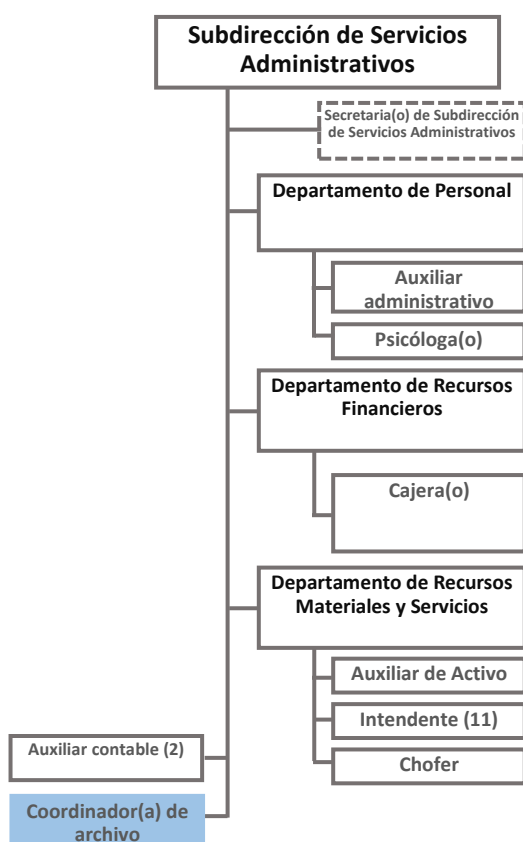 Subdirección de Servicios
Administrativos
Secretaria(o) de Subdirección
de Servicios Administrativos
Departamento de Personal
Auxiliar
administrativo
Psicóloga(o)
Departamento de Recursos
Financieros
Cajera(o)
Departamento de Recursos
Materiales y Servicios
Auxiliar de Activo
Intendente (11)
Chofer
Auxiliar contable (2)
Coordinador(a) de
archivo